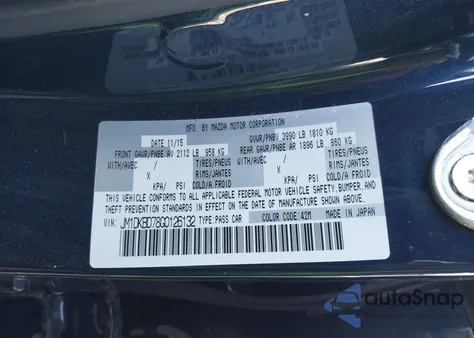 MFD. BY MAZDA MOTOR CORPORATION
DATE 11/15 GVWR/PNBV 3990 LB 1810 KG
FRONT GAWR/PNBE AV 2112 LB 958 KG REAR GAWR/PNBE AR 1896 LB 860 KG
WITH/AVEC / TIRES/PNEUS WITH/AVEC / TIRES/PNEUS
X RIMS/JANTES X RIMS/JANTES
KPA/ PSI COLD/A FROID KPA/ PSI COLD/A FROID
THIS VEHICLE CONFORMS TO ALL APPLICABLE FEDERAL MOTOR VEHICLE SAFETY, BUMPER, AND
THEFT PREVENTION STANDARDS IN EFFECT ON THE DATE OF MANUFACTURE SHOWN ABOVE.
VIN: JM1DKBD78G0126132 TYPE: PASS CAR COLOR CODE: 42M MADE IN JAPAN
autoSnap